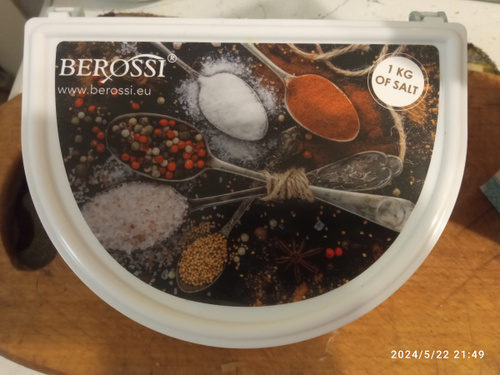 BEROSSI®
www.berossi.eu
1 KG
OF SALT
2024/5/22 21:49